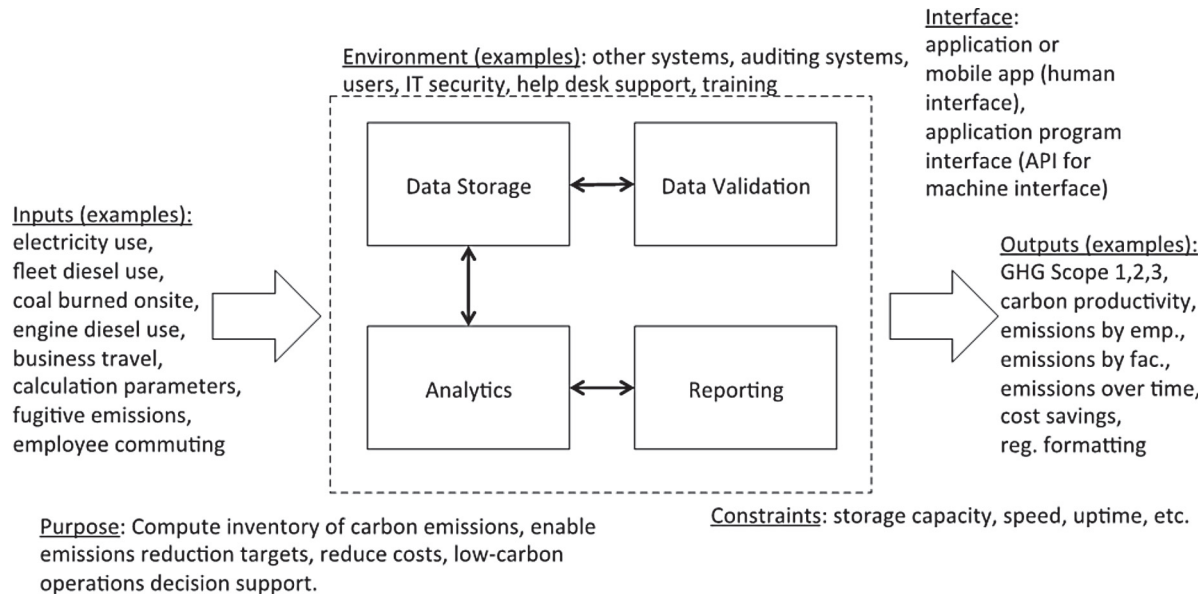 Interface:
application or
mobile app (human
interface),
application program
interface (API for
machine interface)
Environment (examples): other systems, auditing systems,
users, IT security, help desk support, training
Data Storage
Data Validation
Analytics
Reporting
Inputs (examples):
electricity use,
fleet diesel use,
coal burned onsite,
engine diesel use,
business travel,
calculation parameters,
fugitive emissions,
employee commuting
Outputs (examples):
GHG Scope 1,2,3,
carbon productivity,
emissions by emp.,
emissions by fac.,
emissions over time,
cost savings,
reg. formatting
Purpose: Compute inventory of carbon emissions, enable
emissions reduction targets, reduce costs, low-carbon
operations decision support.
Constraints: storage capacity, speed, uptime, etc.